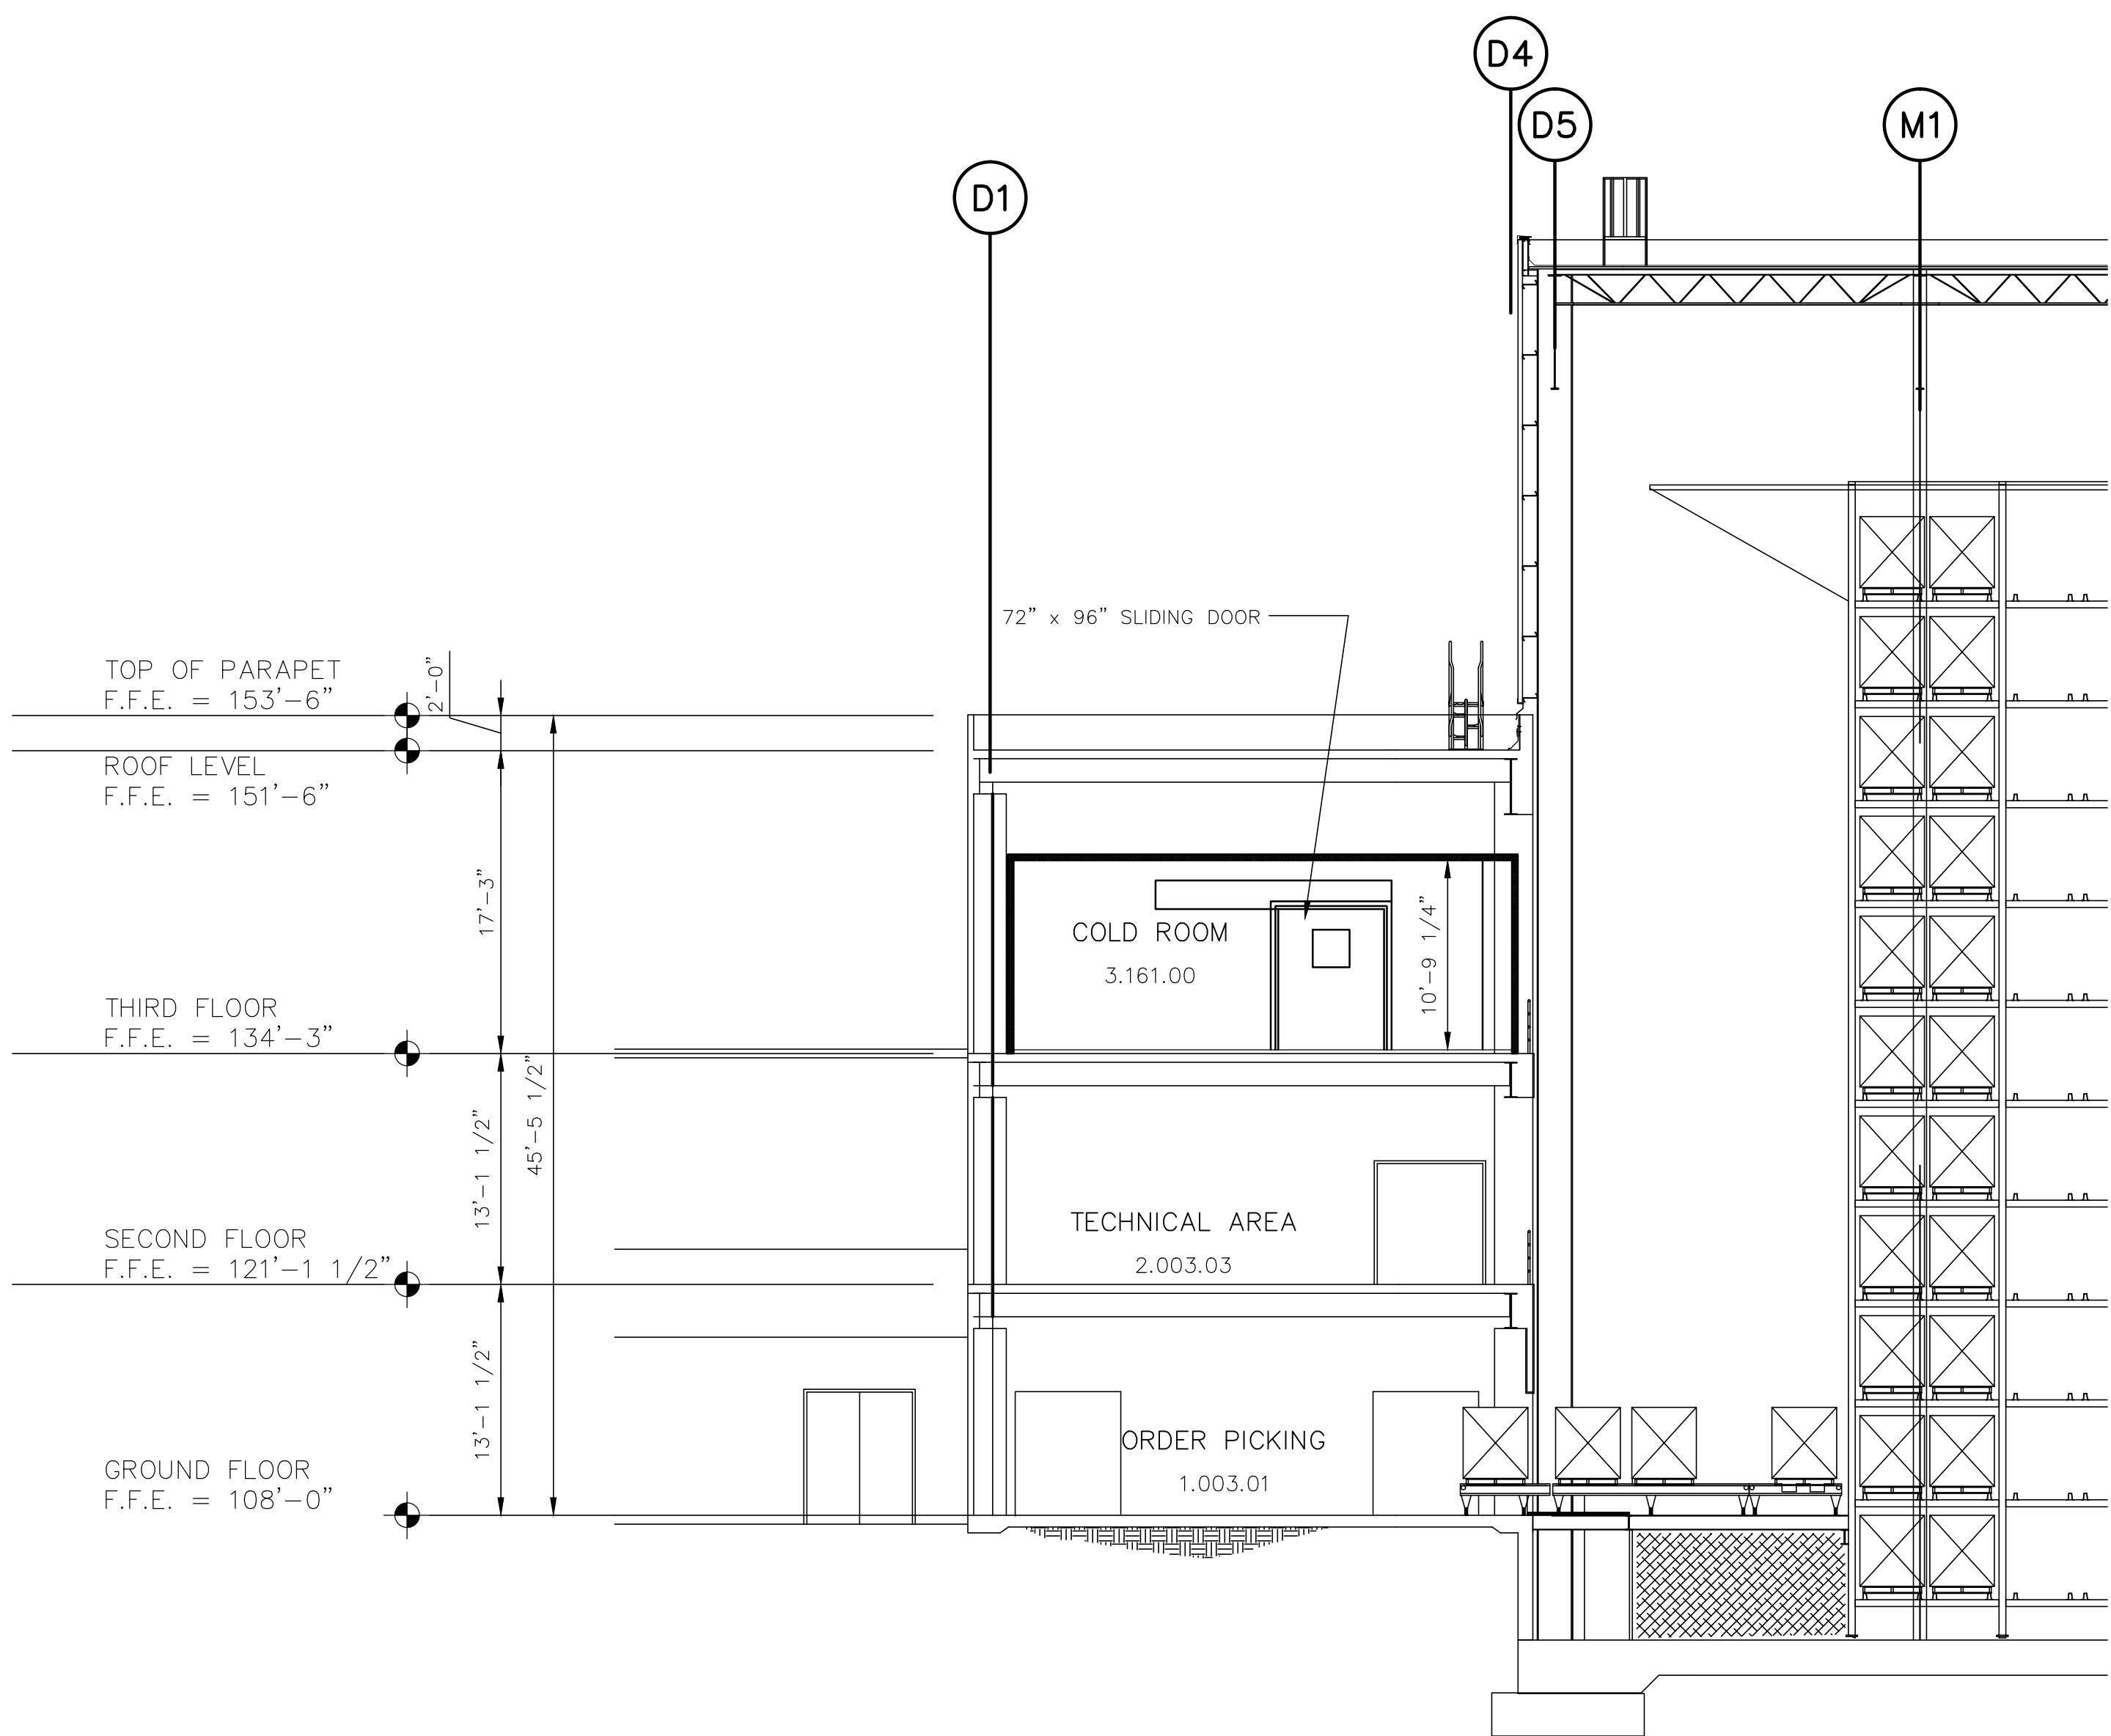 D4
D5
M1
D1
72” x 96” SLIDING DOOR
TOP OF PARAPET
F.F.E. = 153’-6”
2’-0”
ROOF LEVEL
F.F.E. = 151’-6”
17’-3”
COLD ROOM
3.161.00
10’-9 1/4”
THIRD FLOOR
F.F.E. = 134’-3”
45’-5 1/2”
13’-1 1/2”
TECHNICAL AREA
2.003.03
SECOND FLOOR
F.F.E. = 121’-1 1/2”
13’-1 1/2”
ORDER PICKING
1.003.01
GROUND FLOOR
F.F.E. = 108’-0”